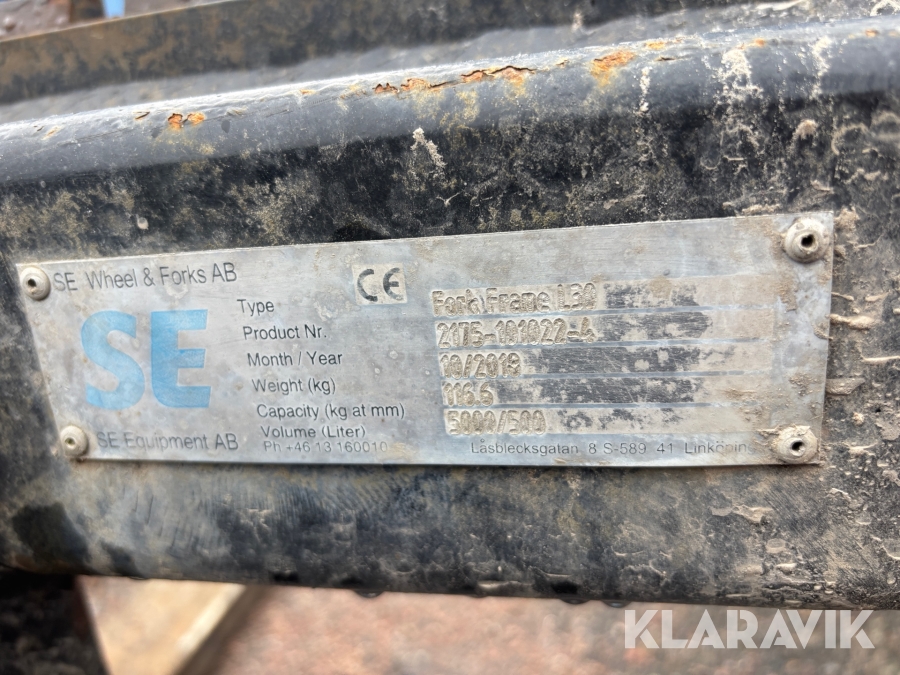 SE Wheel & Forks AB
SE
SE Equipment AB
CE
Type Fork Frame L30
Product Nr. 2175-101022-4
Month / Year 10/2018
Weight (kg) 116.6
Capacity (kg at mm) 5000/500
Volume (Liter)
Ph +46 13 160010
Låsblecksgatan 8 S-589 41 Linköping
KLARAVIK